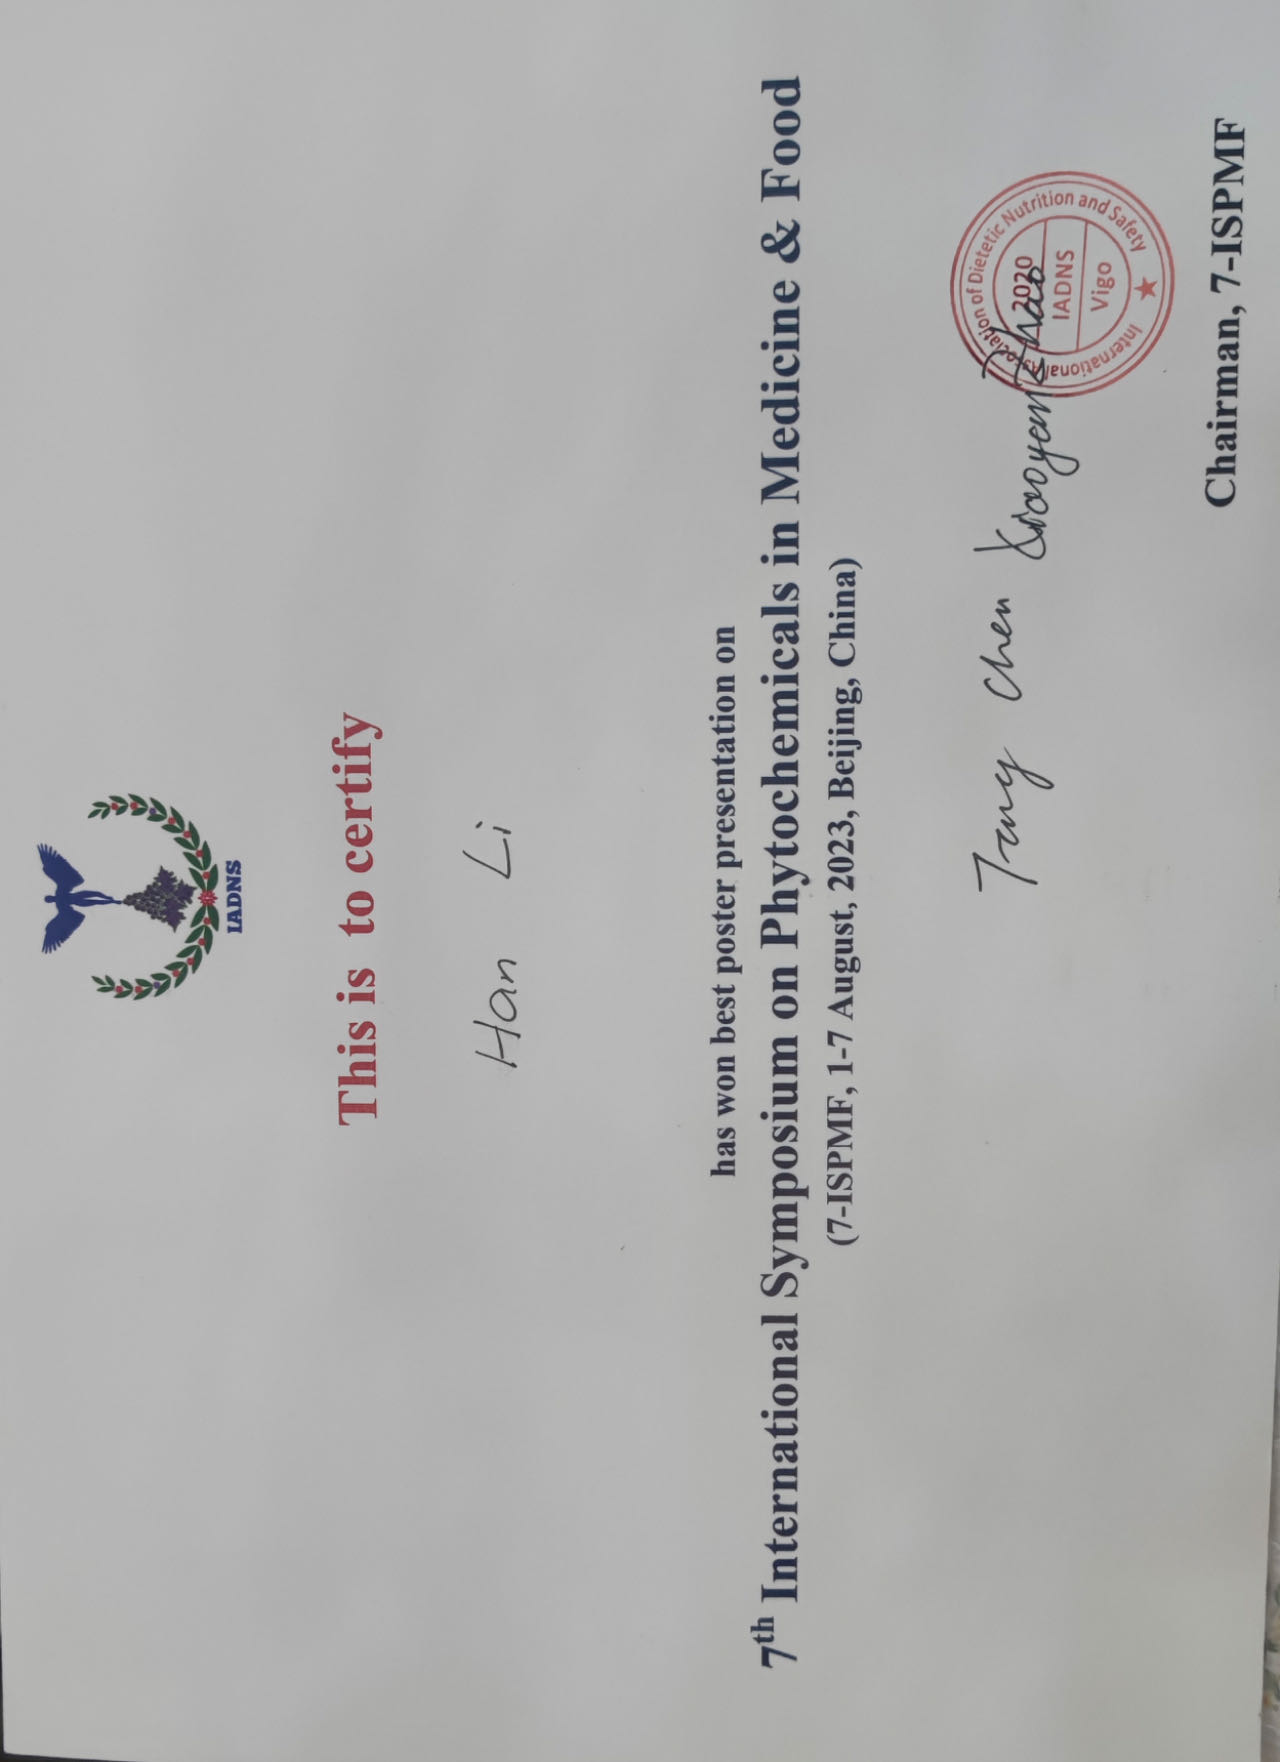 IADNS
This is to certify
Han Li
has won best poster presentation on
7th International Symposium on Phytochemicals in Medicine & Food
(7-ISPMF, 1-7 August, 2023, Beijing, China)
Chen Xiaoyan Zhao
International Association of Dietetic Nutrition and Safety
2020
IADNS
Vigo
Chairman, 7-ISPMF